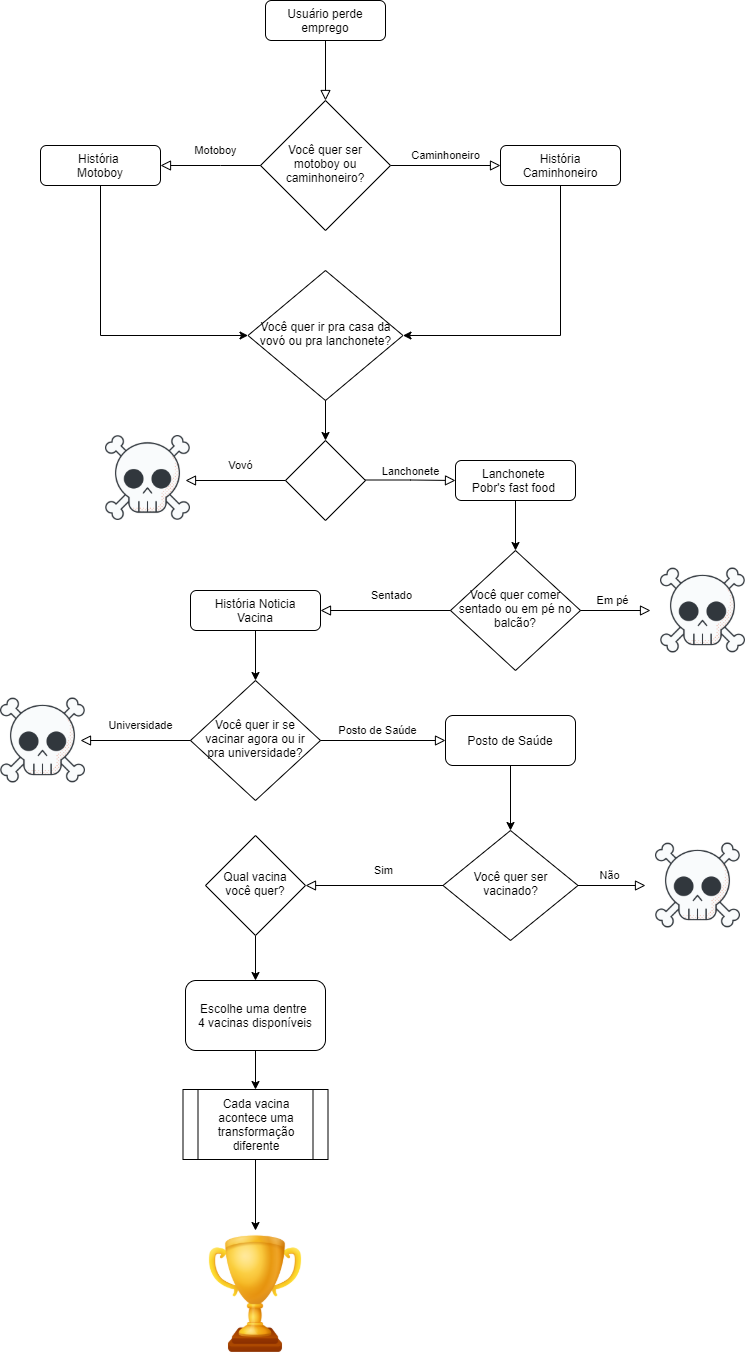 Usuário perde
emprego
Você quer ser
motoboy ou
caminhoneiro?
Motoboy
Caminhoneiro
História
Motoboy
História
Caminhoneiro
Você quer ir pra casa da
vovó ou pra lanchonete?
Vovó
Lanchonete
Lanchonete
Pobr's fast food
Você quer comer
sentado ou em pé no
balcão?
Sentado
Em pé
História Noticia
Vacina
Você quer ir se
vacinar agora ou ir
pra universidade?
Universidade
Posto de Saúde
Posto de Saúde
Você quer ser
vacinado?
Sim
Não
Qual vacina
você quer?
Escolhe uma dentre
4 vacinas disponíveis
Cada vacina
acontece uma
transformação
diferente